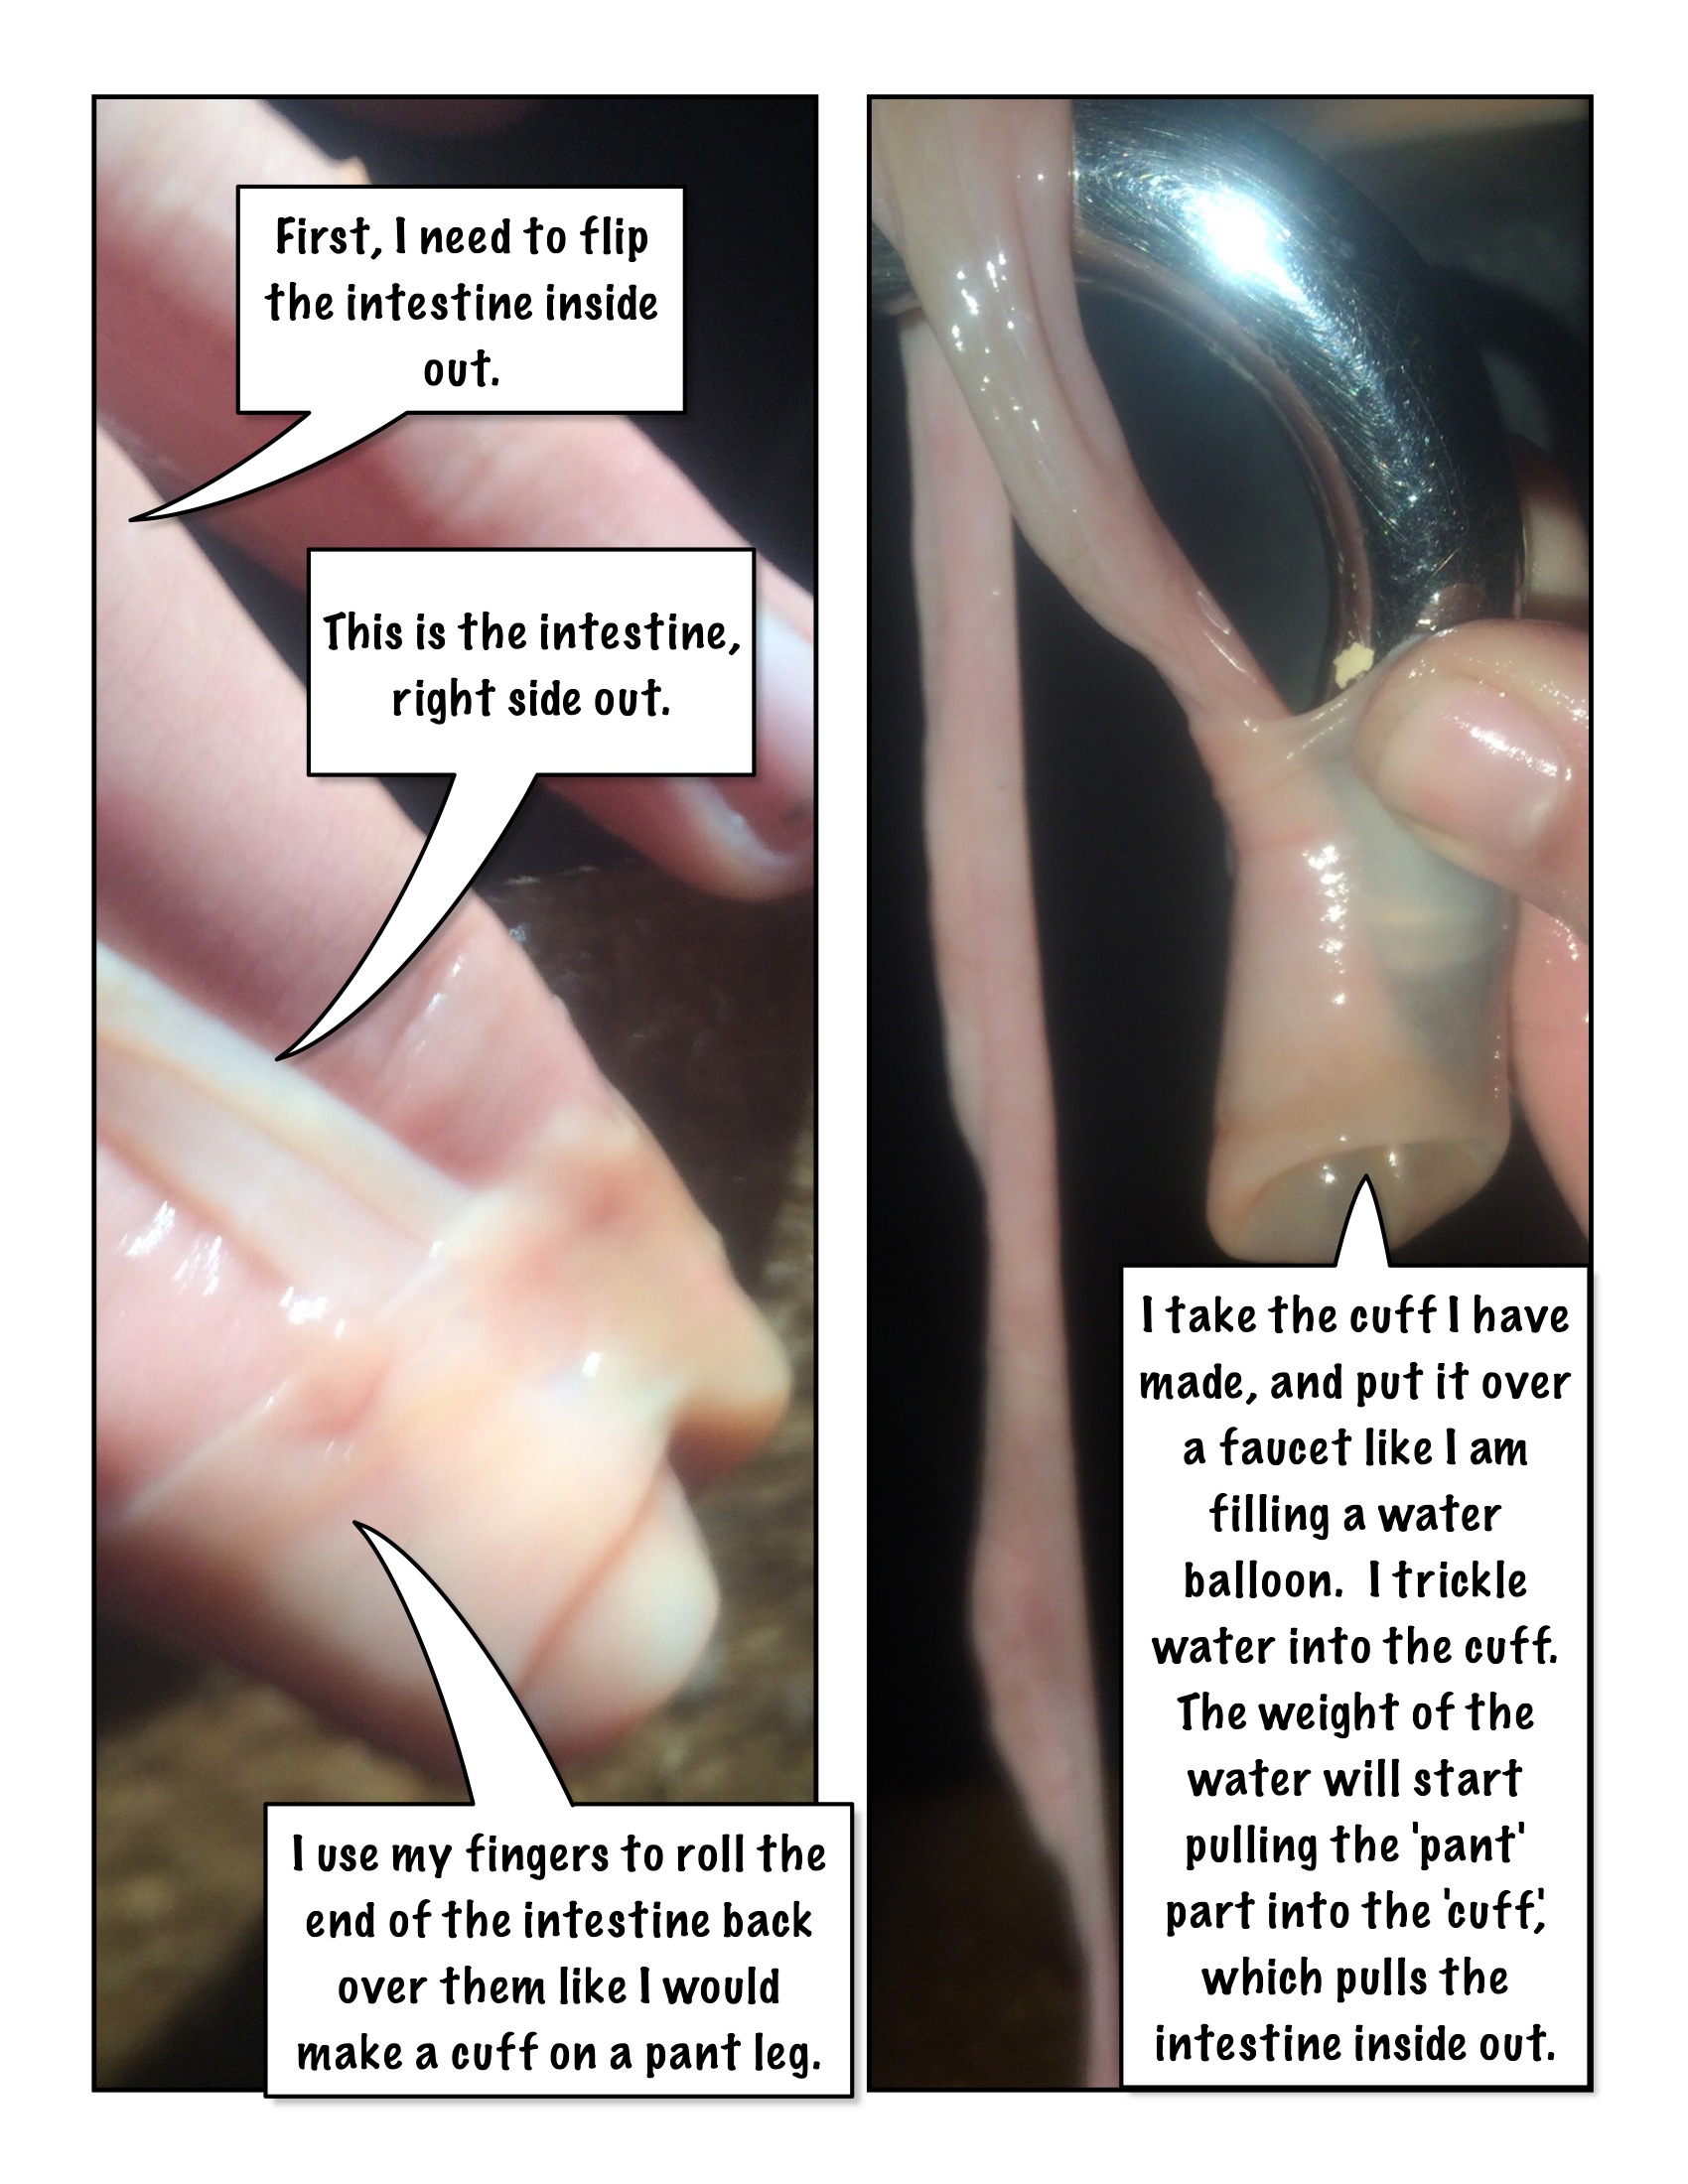 First, I need to flip
the intestine inside
out.
This is the intestine,
right side out.
I use my fingers to roll the
end of the intestine back
over them like I would
make a cuff on a pant leg.
I take the cuff I have
made, and put it over
a faucet like I am
filling a water
balloon.  I trickle
water into the cuff.
The weight of the
water will start
pulling the 'pant'
part into the 'cuff,'
which pulls the
intestine inside out.